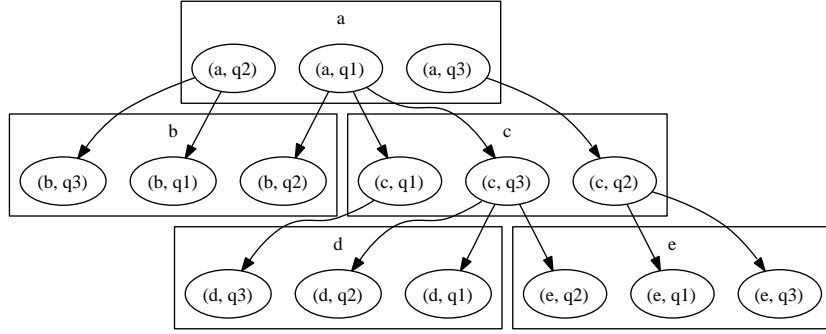 a
(a, q2) (a, q1) (a, q3)
b c
(b, q3) (b, q1) (b, q2) (c, q1) (c, q3) (c, q2)
d e
(d, q3) (d, q2) (d, q1) (e, q2) (e, q1) (e, q3)